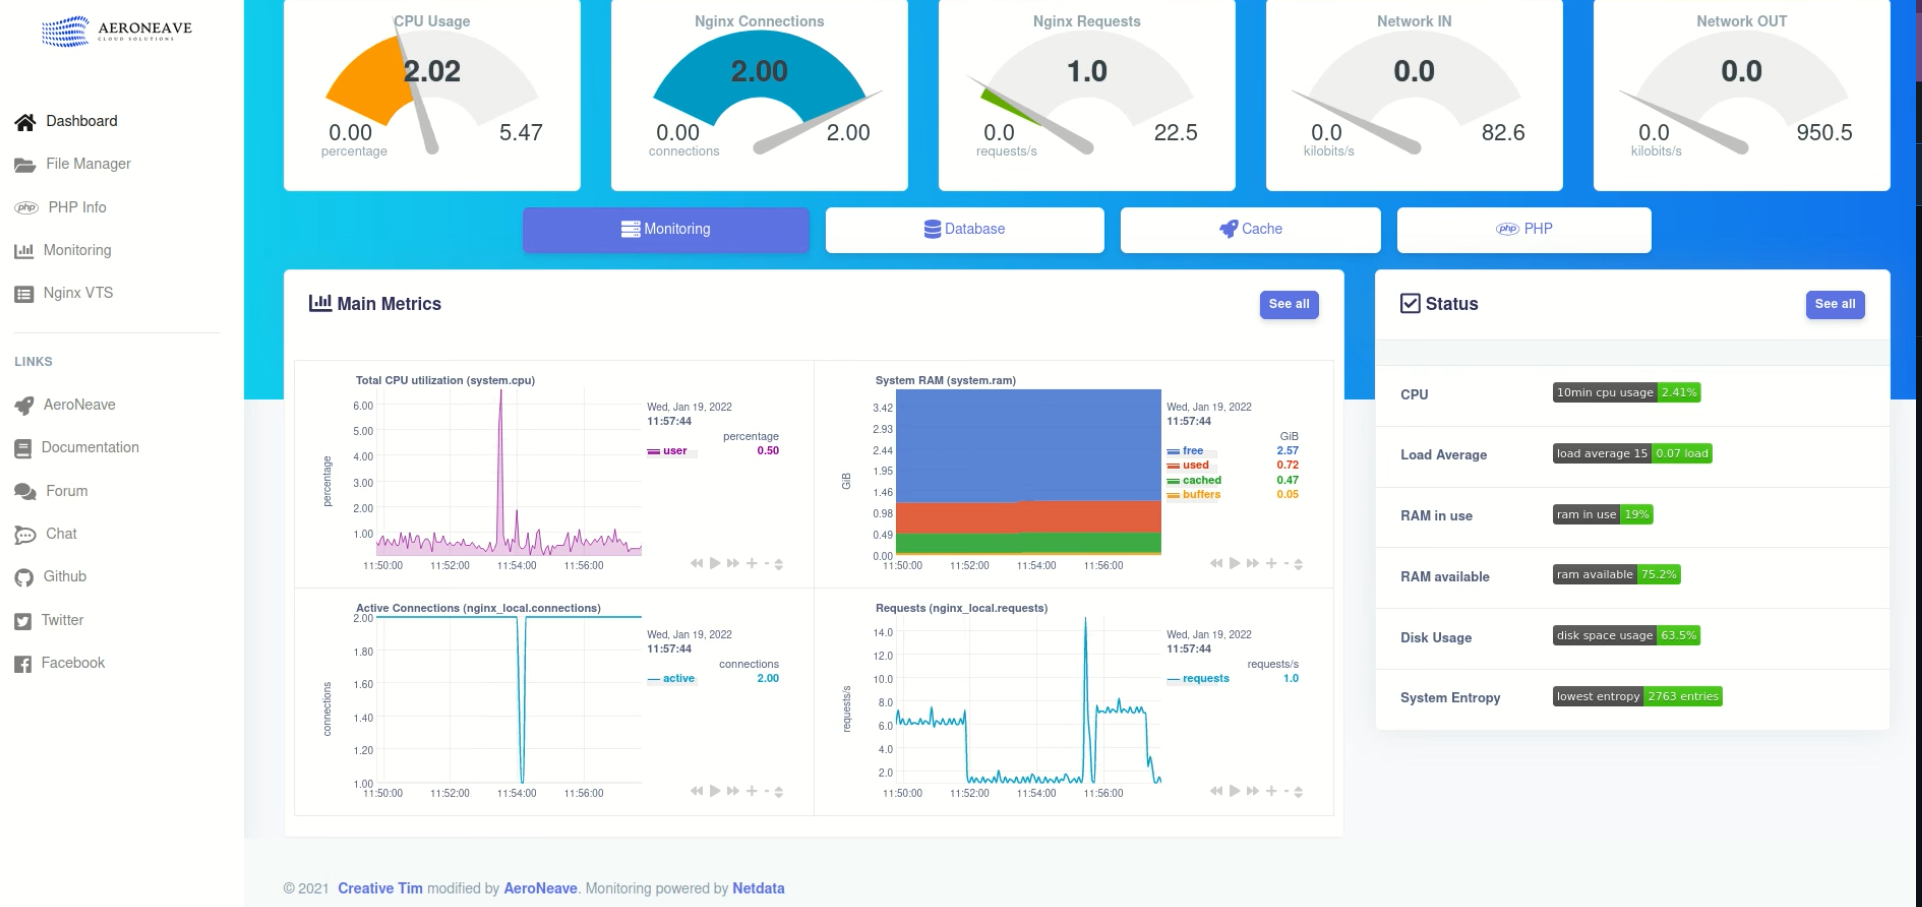 AERONEAVE
CLOUD SOLUTIONS
Dashboard
File Manager
php PHP Info
Monitoring
Nginx VTS
LINKS
AeroNeave
Documentation
Forum
Chat
Github
Twitter
Facebook
CPU Usage
2.02
0.00 5.47
percentage
Nginx Connections
2.00
0.00 2.00
connections
Nginx Requests
1.0
0.0 22.5
requests/s
Network IN
0.0
0.0 82.6
kilobits/s
Network OUT
0.0
0.0 950.5
kilobits/s
Monitoring
Database
Cache
php PHP
Main Metrics
See all
Total CPU utilization (system.cpu)
percentage
6.00
5.00
4.00
3.00
2.00
1.00
11:50:00 11:52:00 11:54:00 11:56:00
Wed, Jan 19, 2022
11:57:44
percentage
user 0.50
+ -
System RAM (system.ram)
GiB
3.42
2.93
2.44
1.95
1.46
0.98
0.49
0.00
11:50:00 11:52:00 11:54:00 11:56:00
Wed, Jan 19, 2022
11:57:44
GiB
free 2.57
used 0.72
cached 0.47
buffers 0.05
+ -
Active Connections (nginx_local.connections)
connections
2.00
1.80
1.60
1.40
1.20
1.00
11:50:00 11:52:00 11:54:00 11:56:00
Wed, Jan 19, 2022
11:57:44
connections
active 2.00
+ -
Requests (nginx_local.requests)
requests/s
14.0
12.0
10.0
8.0
6.0
4.0
2.0
11:50:00 11:52:00 11:54:00 11:56:00
Wed, Jan 19, 2022
11:57:44
requests/s
requests 1.0
+ -
Status
See all
CPU 10min cpu usage 2.41%
Load Average load average 15 0.07 load
RAM in use ram in use 19%
RAM available ram available 75.2%
Disk Usage disk space usage 63.5%
System Entropy lowest entropy 2763 entries
© 2021 Creative Tim modified by AeroNeave. Monitoring powered by Netdata